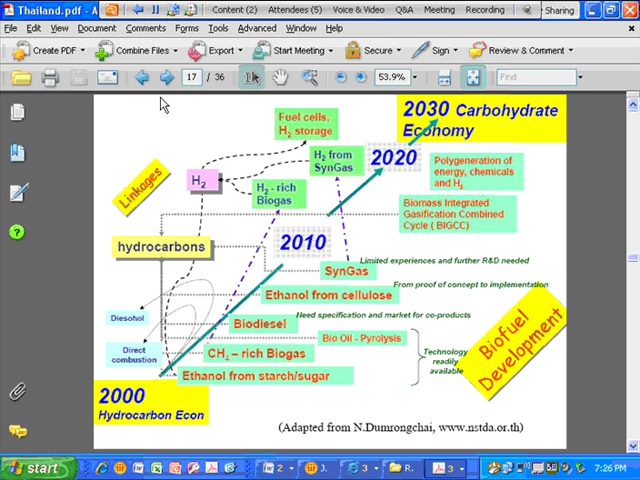 Thailand.pdf - A
Content (2)
Attendees (5)
Voice & Video
Q&A
Meeting
Recording
Sharing
File Edit View Document Comments Forms Tools Advanced Window Help
Create PDF
Combine Files
Export
Start Meeting
Secure
Sign
Review & Comment
17 / 36
53.9%
Find
2030 Carbohydrate
Economy
Fuel cells,
H2 storage
2020
H2 from
SynGas
Polygeneration of
energy, chemicals
and H2
Linkages
H2
H2 - rich
Biogas
Biomass Integrated
Gasification Combined
Cycle ( BIGCC)
hydrocarbons
2010
Limited experiences and further R&D needed
SynGas
From proof of concept to implementation
Ethanol from cellulose
Diesohol
Need specification and market for co-products
Biodiesel
Biofuel
Development
Bio Oil - Pyrolysis
Direct
combustion
CH4 – rich Biogas
Technology
readily
available
Ethanol from starch/sugar
2000
Hydrocarbon Econ
(Adapted from N.Dumrongchai, www.nstda.or.th)
start
2
J.
3
R.
3
7:26 PM